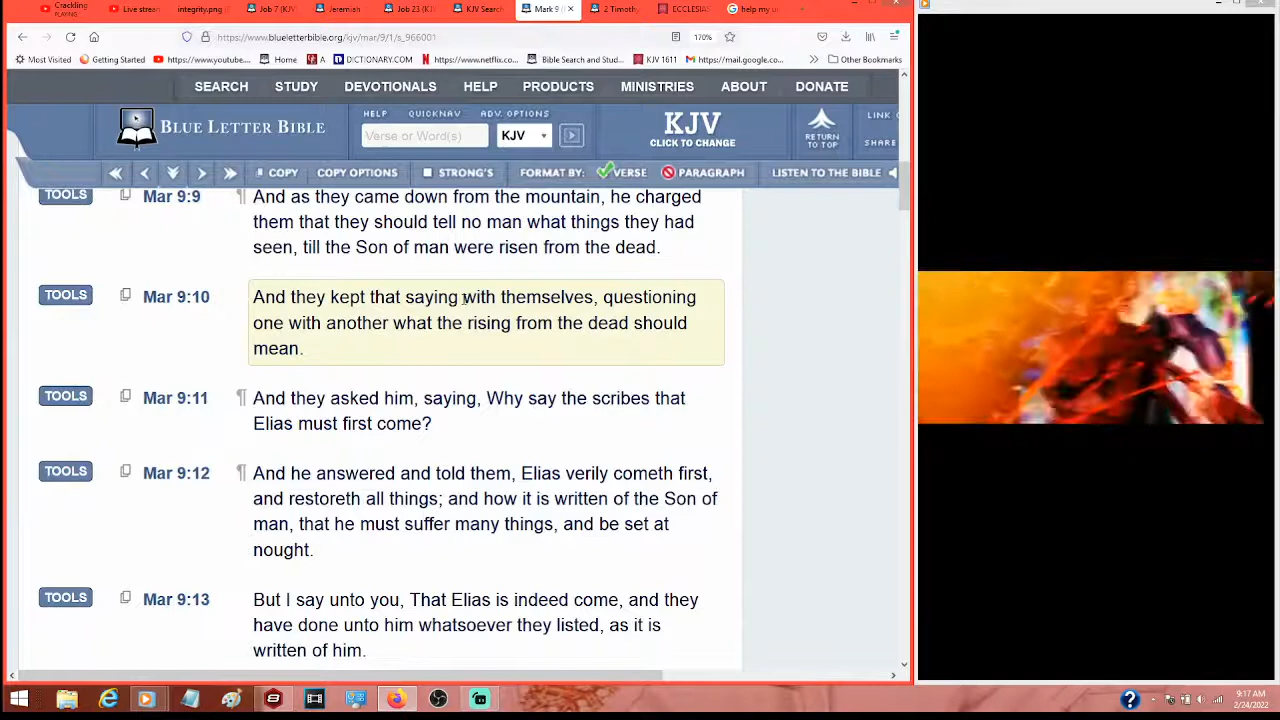 Crackling
PLAYING
Live stream
integrity.png
Job 7 (KJV
Jeremiah
Job 23 (KJ
KJV Search
Mark 9 (
2 Timothy
ECCLESIAS
help my u
https://www.blueletterbible.org/kjv/mar/9/1/s_966001
170%
Most Visited
Getting Started
https://www.youtube....
Home
A
DICTIONARY.COM
https://www.netflix.co...
Bible Search and Stud...
KJV 1611
https://mail.google.co...
Other Bookmarks
SEARCH STUDY DEVOTIONALS HELP PRODUCTS MINISTRIES ABOUT DONATE
BLUE LETTER BIBLE
HELP QUICKNAV ADV. OPTIONS
Verse or Word(s)
KJV
KJV
CLICK TO CHANGE
RETURN
TO TOP
LINK
SHARE
COPY COPY OPTIONS STRONG'S FORMAT BY: VERSE PARAGRAPH LISTEN TO THE BIBLE
TOOLS Mar 9:9 ¶ And as they came down from the mountain, he charged
them that they should tell no man what things they had
seen, till the Son of man were risen from the dead.
TOOLS Mar 9:10 And they kept that saying with themselves, questioning
one with another what the rising from the dead should
mean.
TOOLS Mar 9:11 ¶ And they asked him, saying, Why say the scribes that
Elias must first come?
TOOLS Mar 9:12 ¶ And he answered and told them, Elias verily cometh first,
and restoreth all things; and how it is written of the Son of
man, that he must suffer many things, and be set at
nought.
TOOLS Mar 9:13 But I say unto you, That Elias is indeed come, and they
have done unto him whatsoever they listed, as it is
written of him.
9:17 AM
2/24/2022